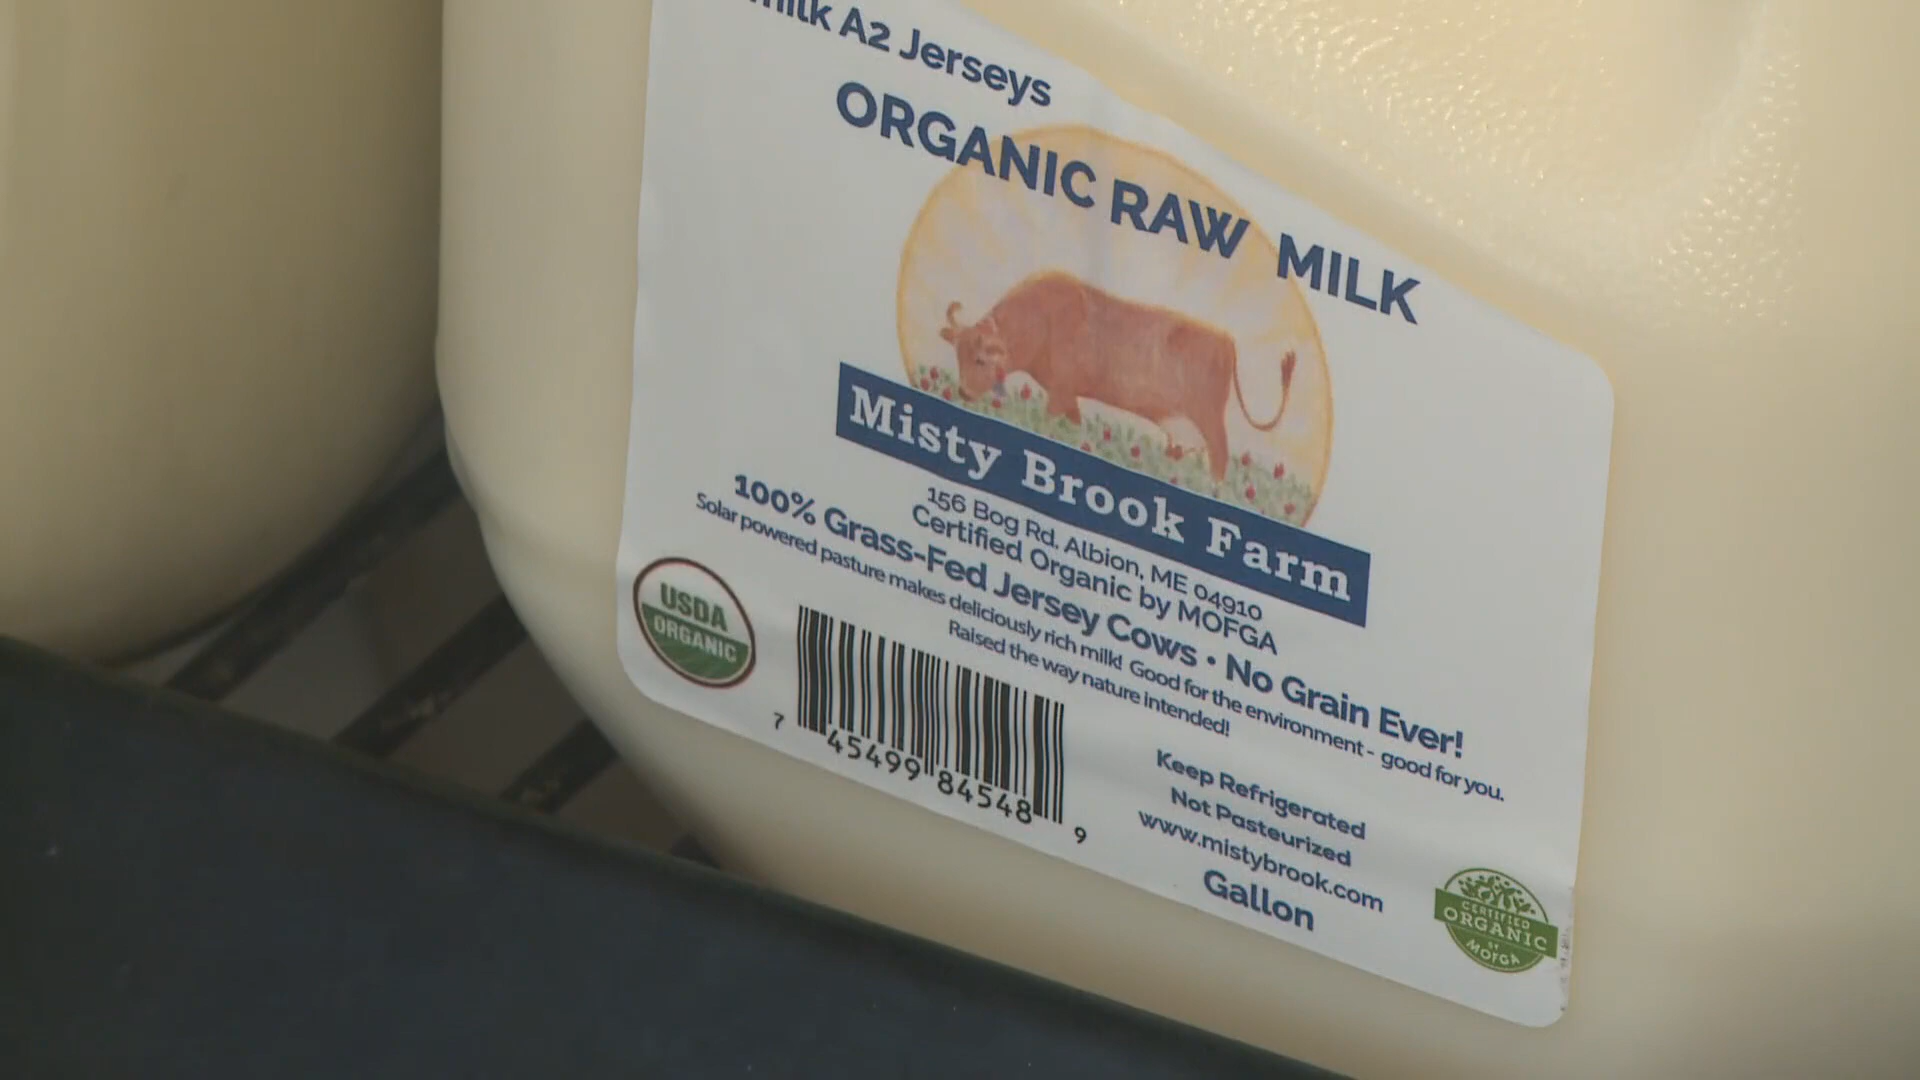 A2 Jerseys
ORGANIC RAW MILK
Misty Brook Farm
156 Bog Rd. Albion, ME 04910
Certified Organic by MOFGA
100% Grass-Fed Jersey Cows • No Grain Ever!
Solar powered pasture makes deliciously rich milk! Good for the environment - good for you.
Raised the way nature intended!
USDA
ORGANIC
7 45499 84548 9
Keep Refrigerated
Not Pasteurized
www.mistybrook.com
Gallon
CERTIFIED
ORGANIC
BY
MOFGA